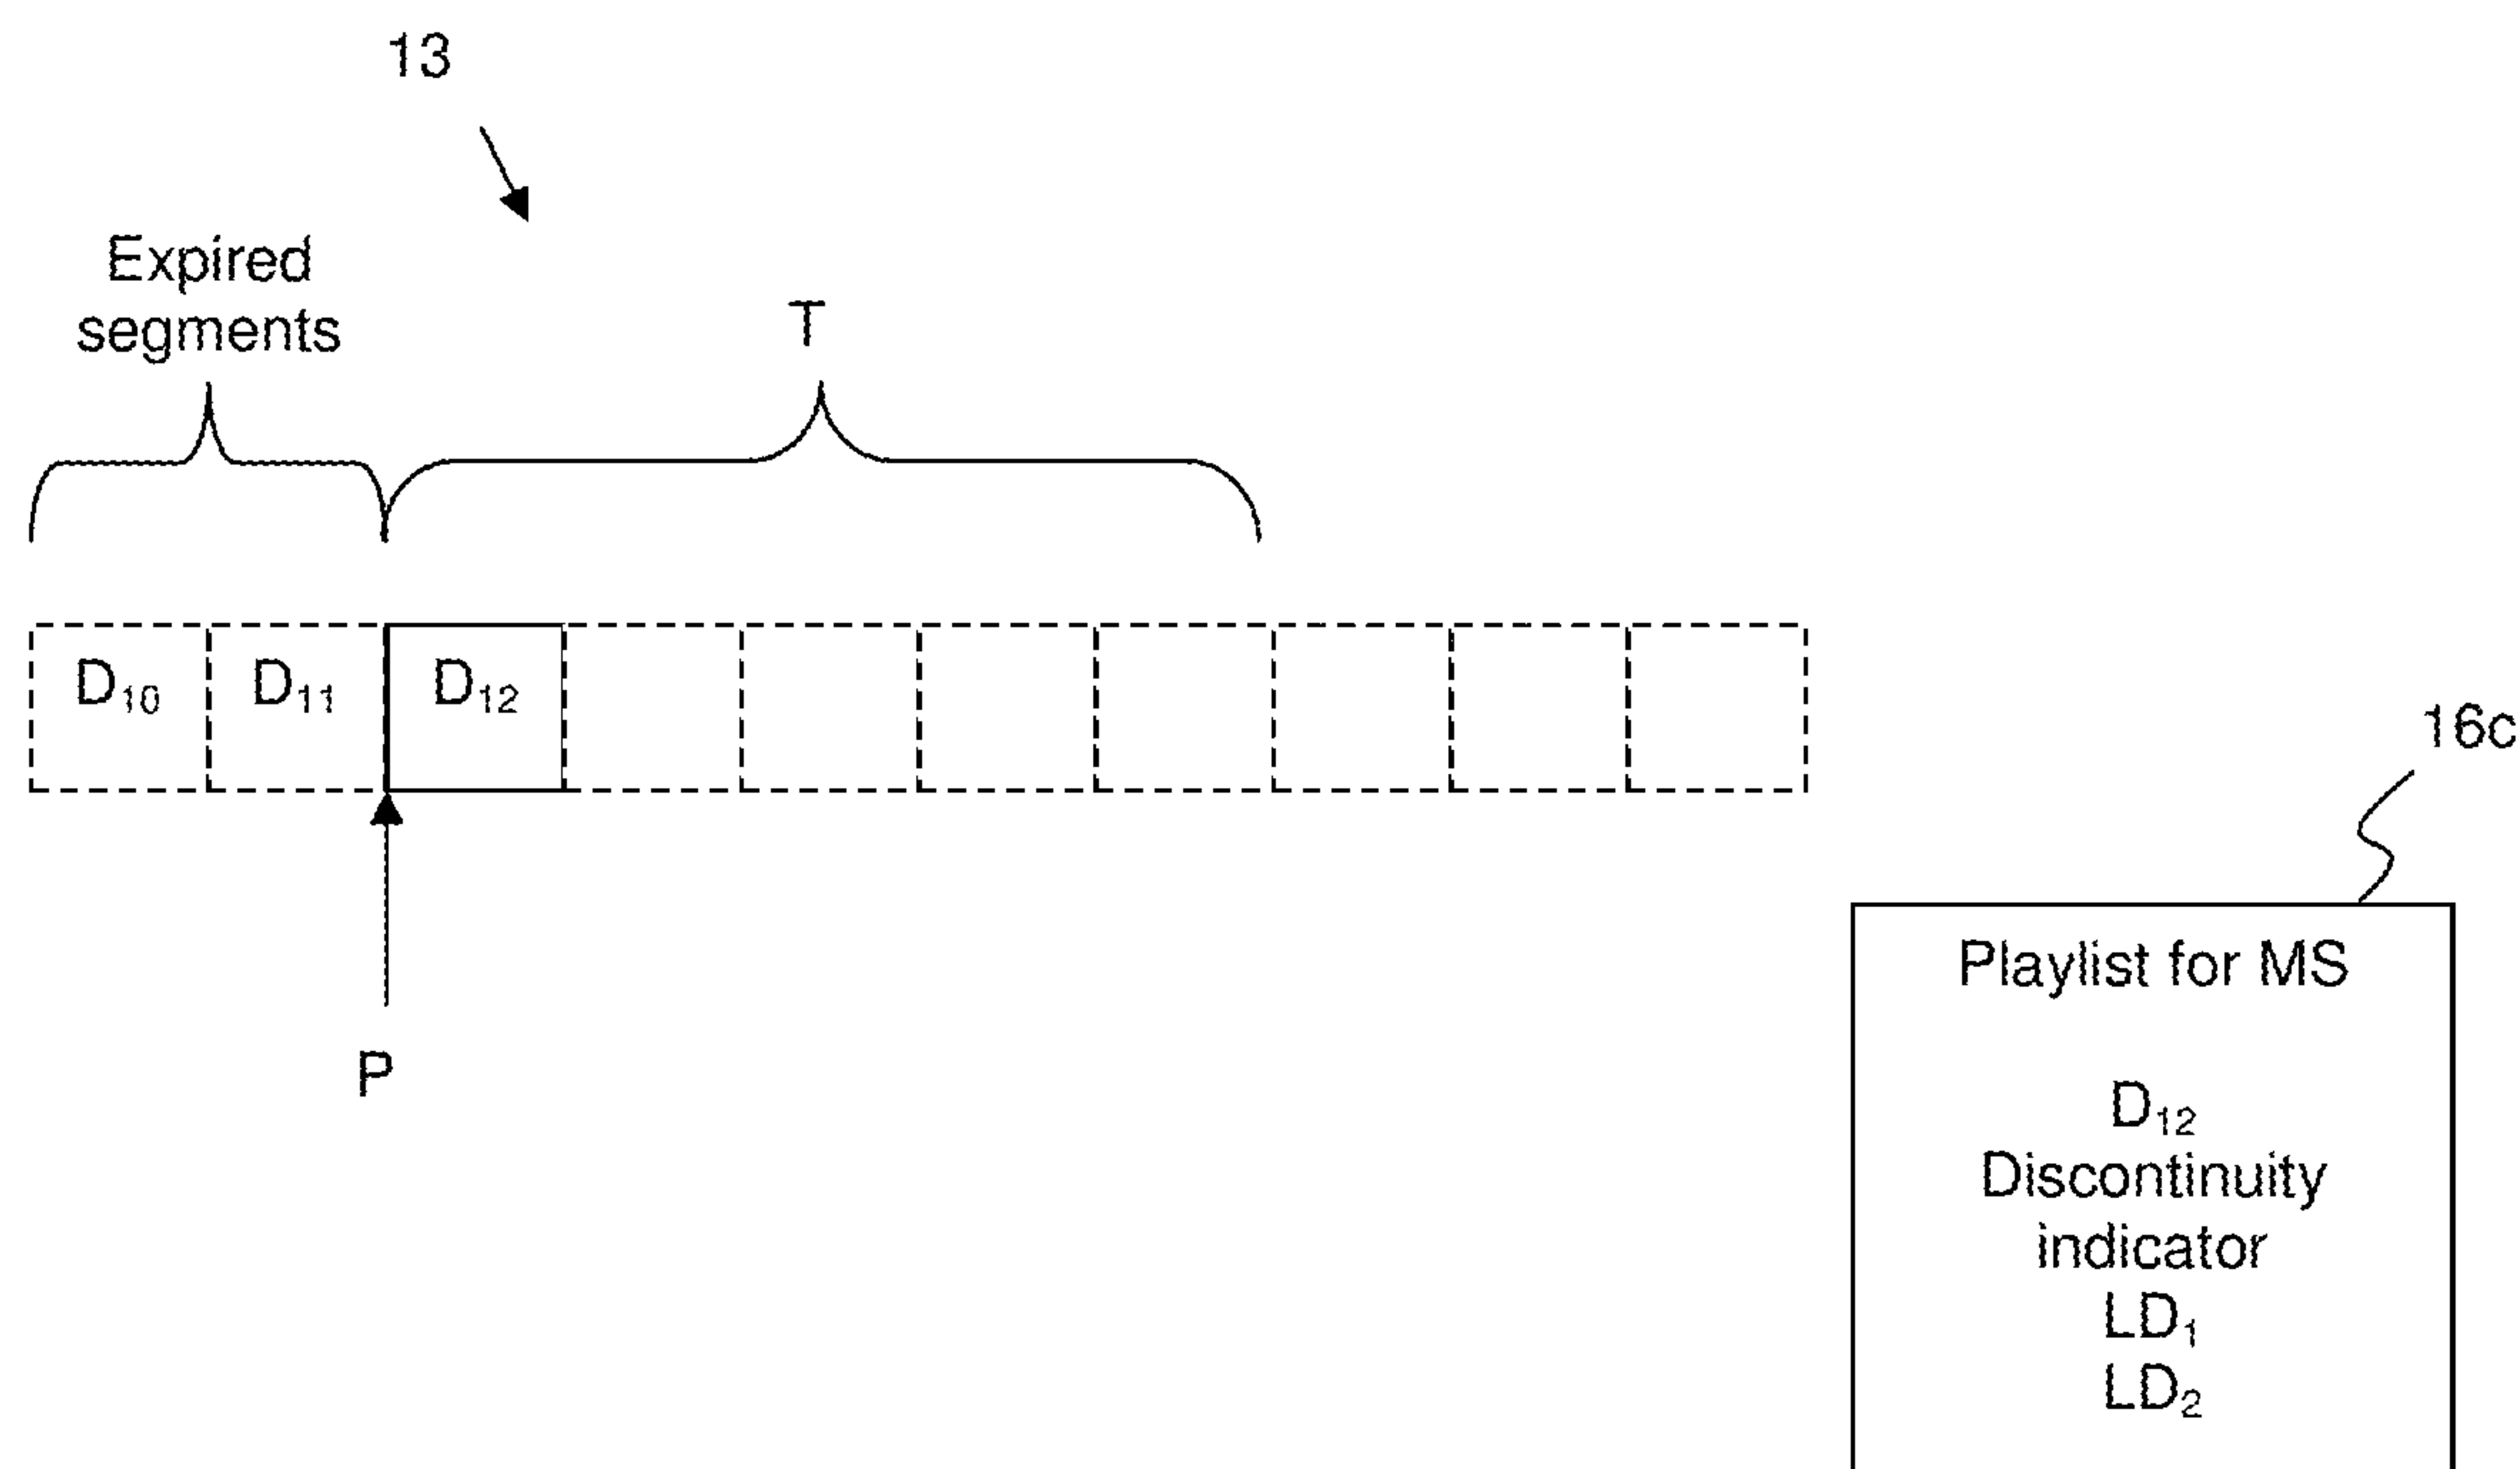 13
Expired
segments
T
D₁₀ D₁₁ D₁₂
16c
P
Playlist for MS
D₁₂
Discontinuity
indicator
LD₁
LD₂